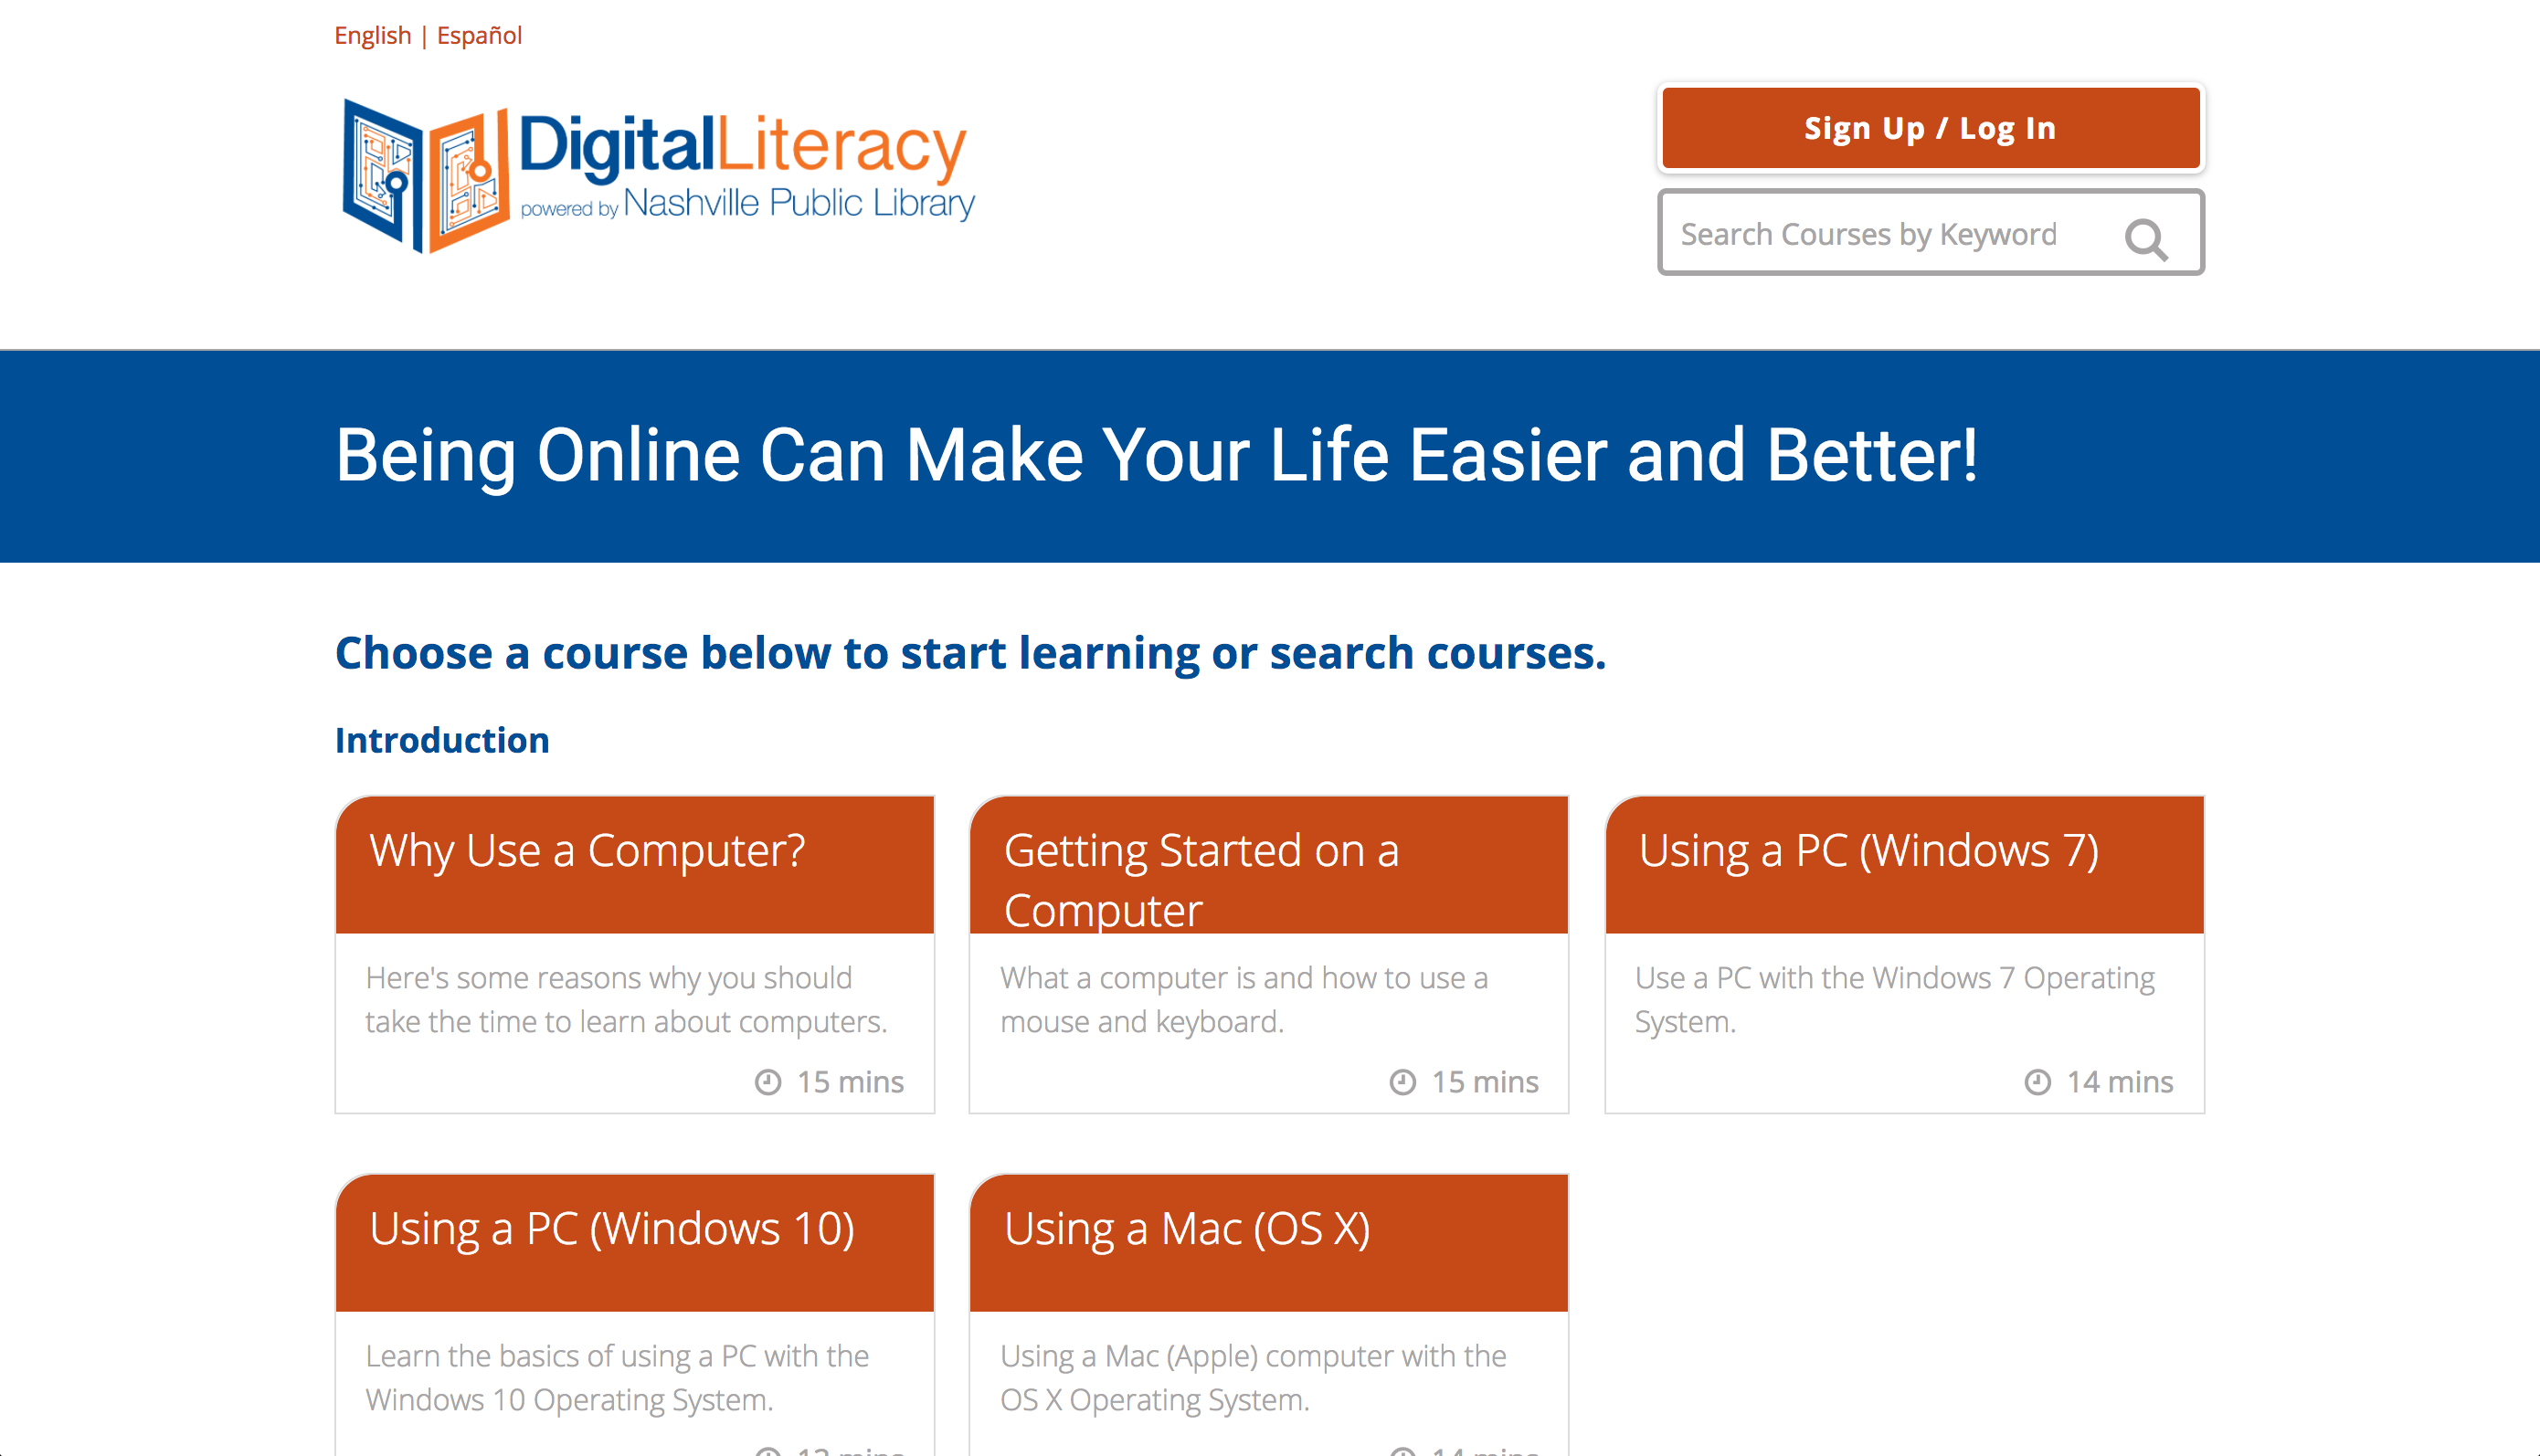 English | Español
DigitalLiteracy
powered by Nashville Public Library
Sign Up / Log In
Search Courses by Keyword
Being Online Can Make Your Life Easier and Better!
Choose a course below to start learning or search courses.
Introduction
Why Use a Computer?
Here's some reasons why you should
take the time to learn about computers.
15 mins
Getting Started on a
Computer
What a computer is and how to use a
mouse and keyboard.
15 mins
Using a PC (Windows 7)
Use a PC with the Windows 7 Operating
System.
14 mins
Using a PC (Windows 10)
Learn the basics of using a PC with the
Windows 10 Operating System.
mins
Using a Mac (OS X)
Using a Mac (Apple) computer with the
OS X Operating System.
14 mins